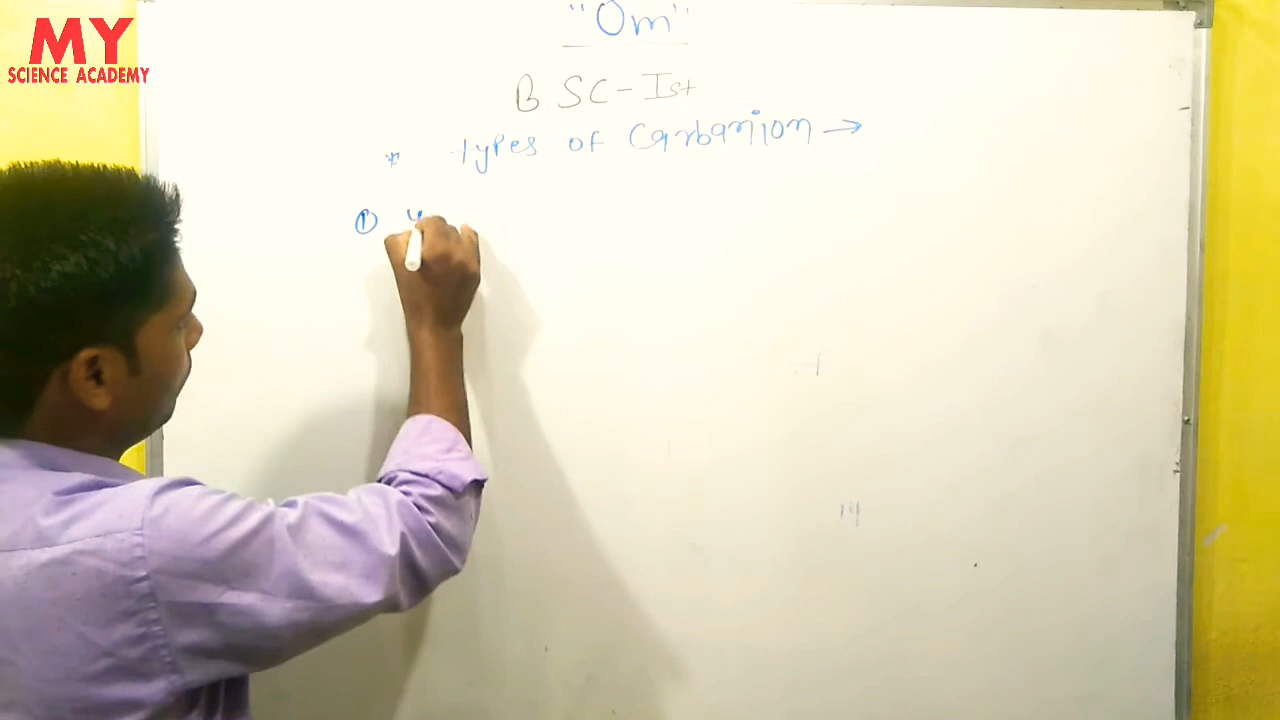 MY
SCIENCE ACADEMY
"Om"
B.SC-Ist
* types of Carbanion →
①